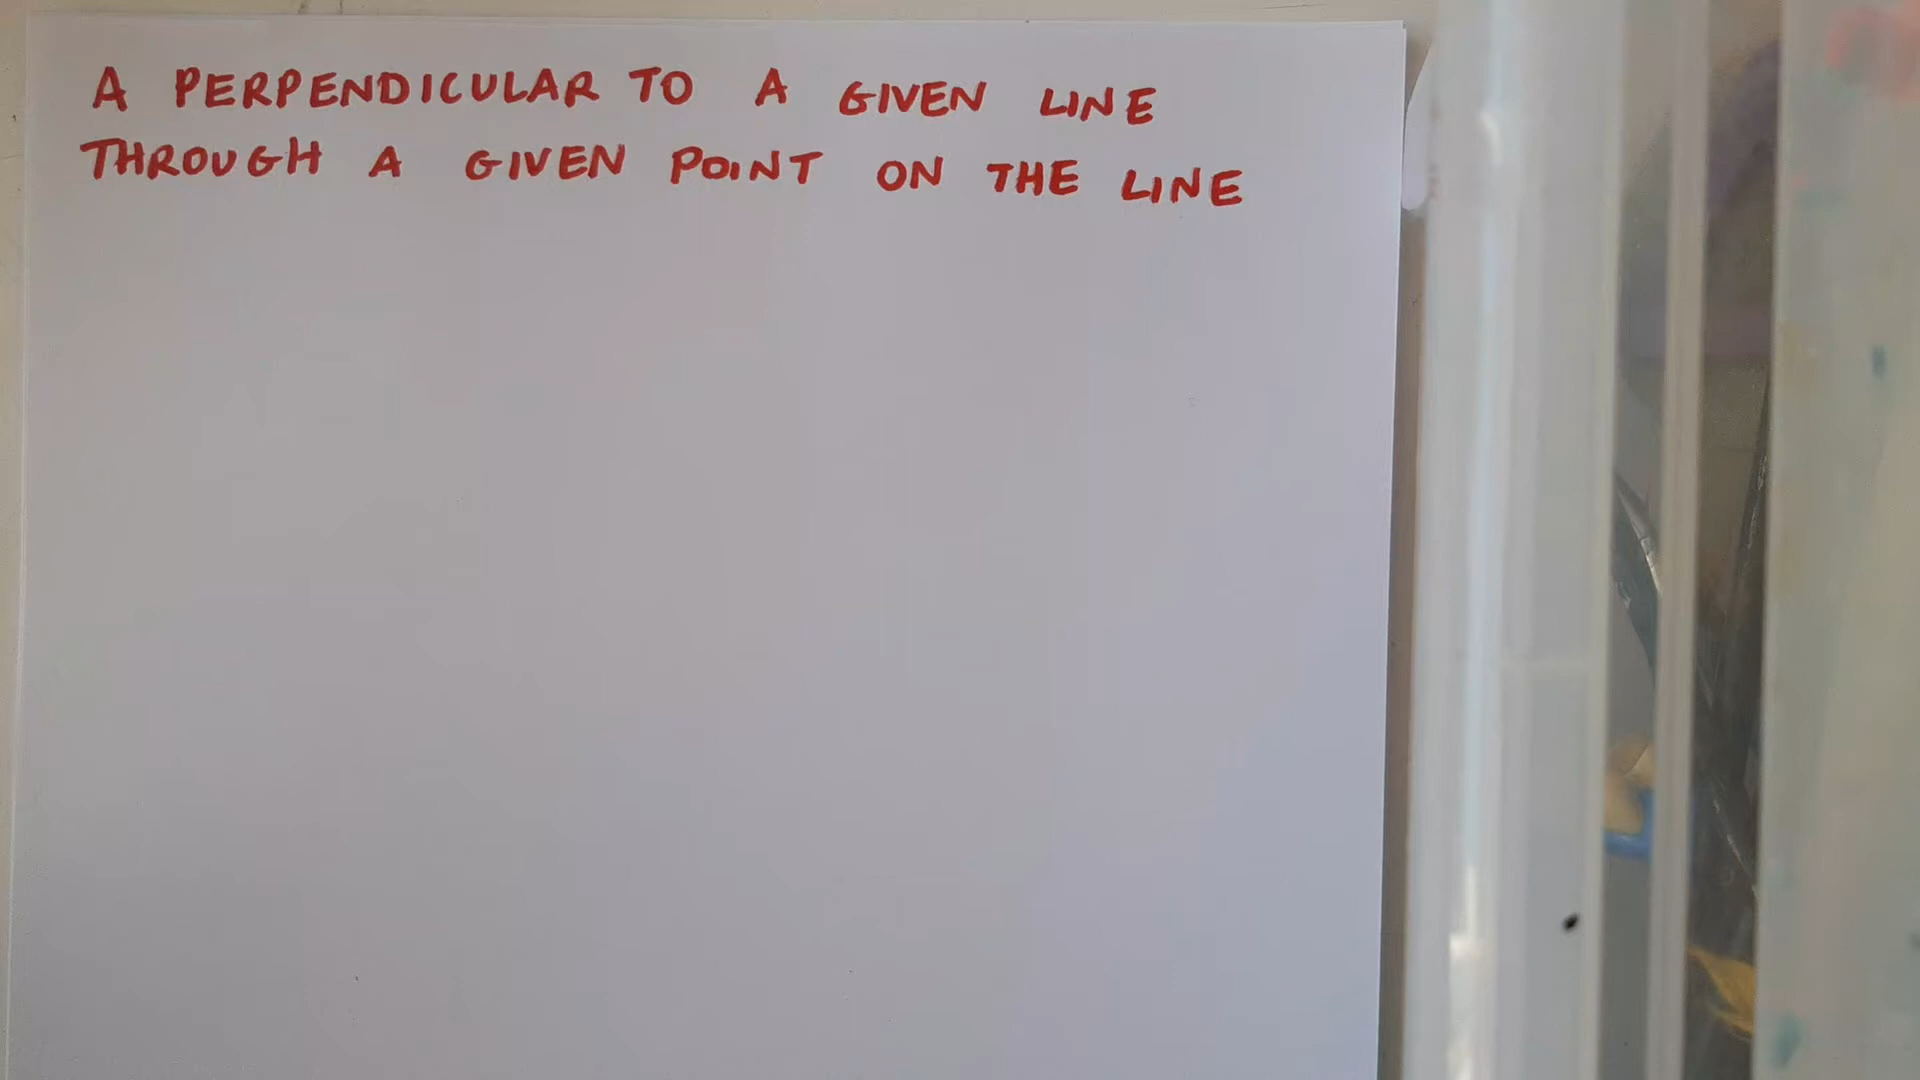 A PERPENDICULAR TO A GIVEN LINE
THROUGH A GIVEN POINT ON THE LINE